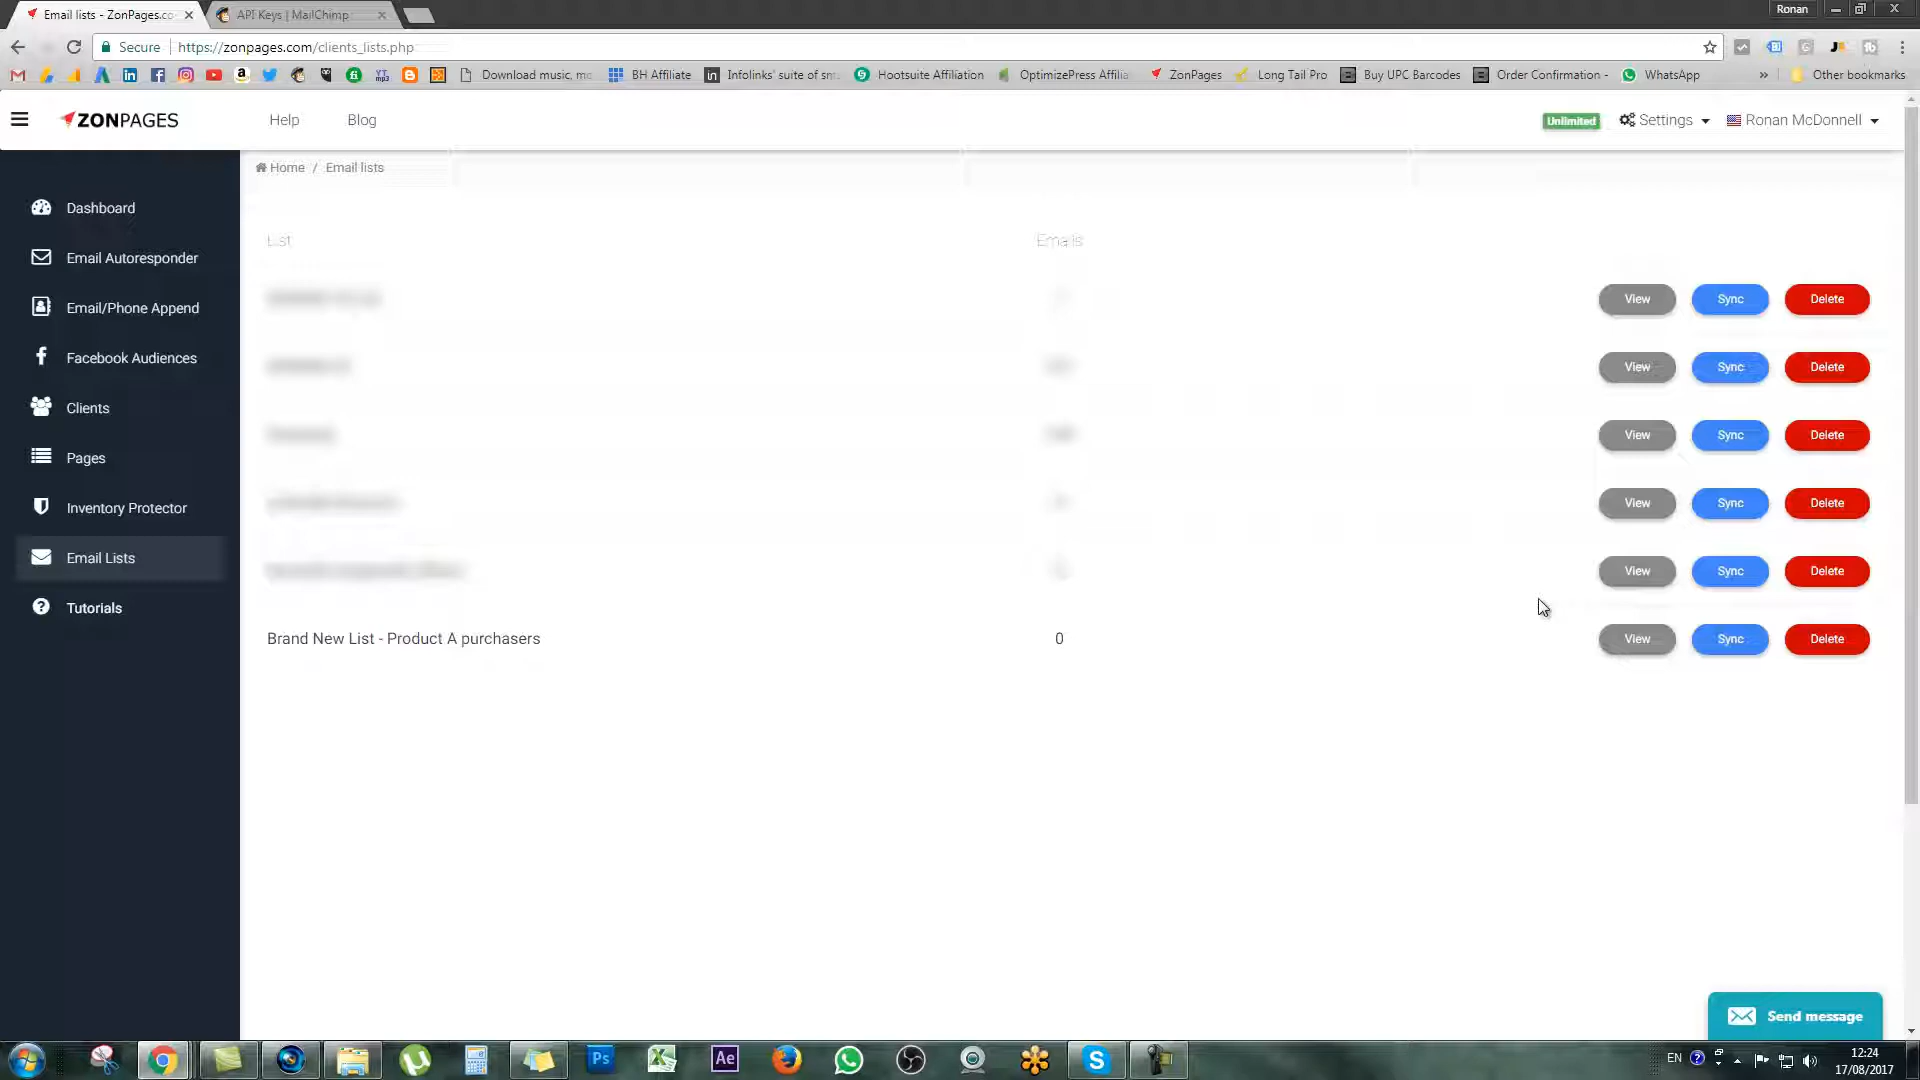 Email lists - ZonPages.co
API Keys | MailChimp
Ronan
Secure
https://zonpages.com/clients_lists.php
Download music, mo
BH Affiliate
Infolinks' suite of sm
Hootsuite Affiliation
OptimizePress Affilia
ZonPages
Long Tail Pro
Buy UPC Barcodes
Order Confirmation -
WhatsApp
»
Other bookmarks
ZONPAGES
Help
Blog
Unlimited
Settings
Ronan McDonnell
Home / Email lists
Dashboard
Email Autoresponder
Email/Phone Append
Facebook Audiences
Clients
Pages
Inventory Protector
Email Lists
Tutorials
List
Emails
View Sync Delete
View Sync Delete
View Sync Delete
View Sync Delete
View Sync Delete
Brand New List - Product A purchasers 0 View Sync Delete
Send message
Ps
Ae
EN
12:24
17/08/2017